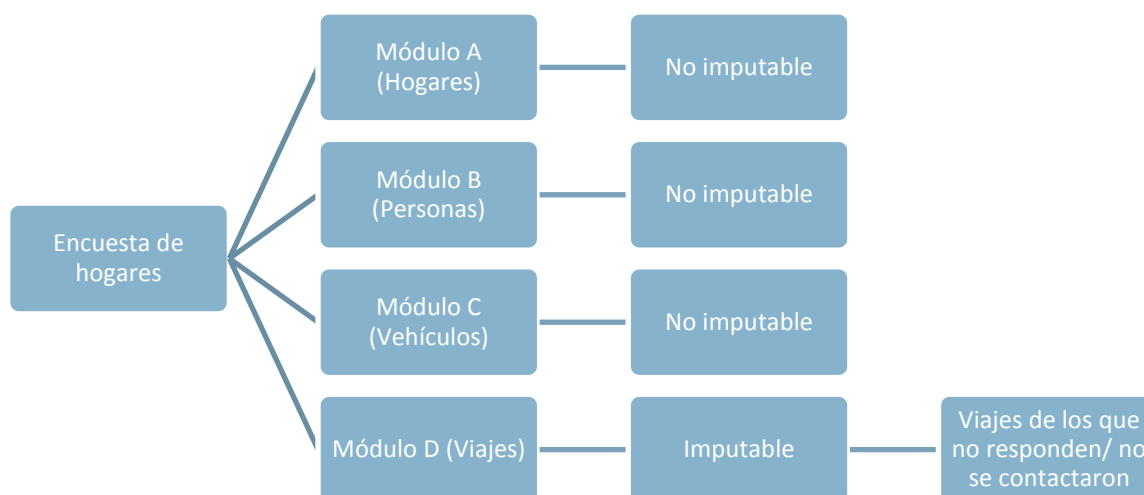 Módulo A
(Hogares)
No imputable
Módulo B
(Personas)
No imputable
Encuesta de
hogares
Módulo C
(Vehículos)
No imputable
Módulo D (Viajes)
Imputable
Viajes de los que
no responden/ no
se contactaron